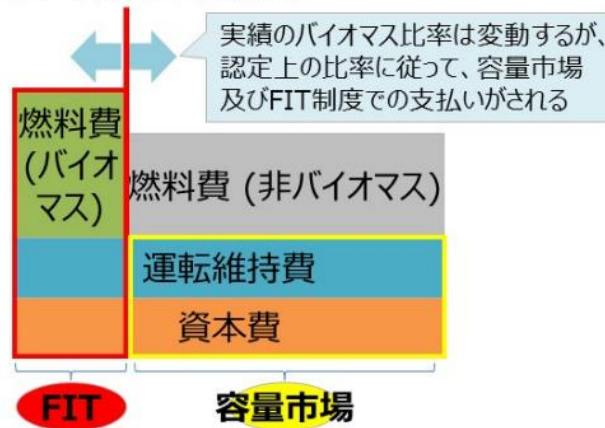 実績のバイオマス比率は変動するが、
認定上の比率に従って、容量市場
及びFIT制度での支払いがされる
燃料費
(バイオ
マス)
燃料費 (非バイオマス)
運転維持費
資本費
FIT
容量市場